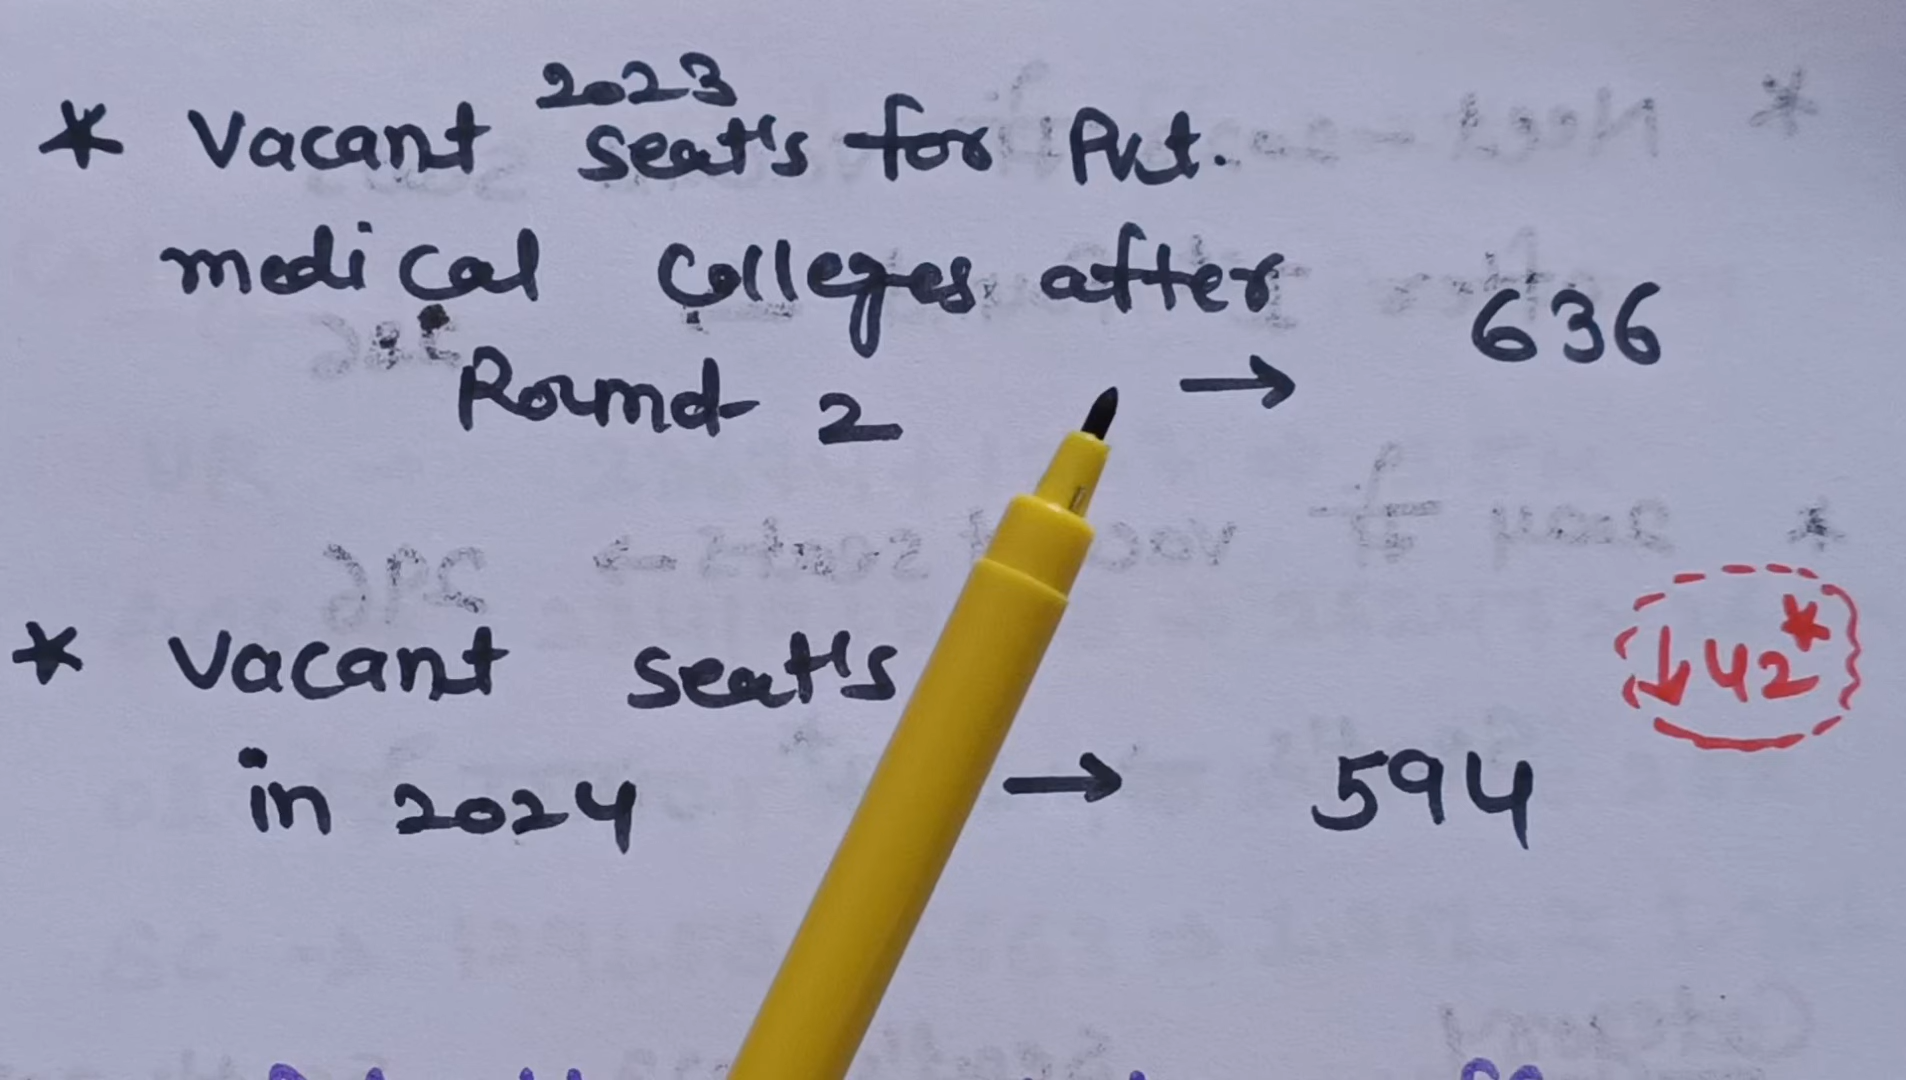 2023
* Vacant seat's for Pvt.
medical colleges after
Round 2 → 636
* Vacant seat's
↓42*
in 2024 → 594